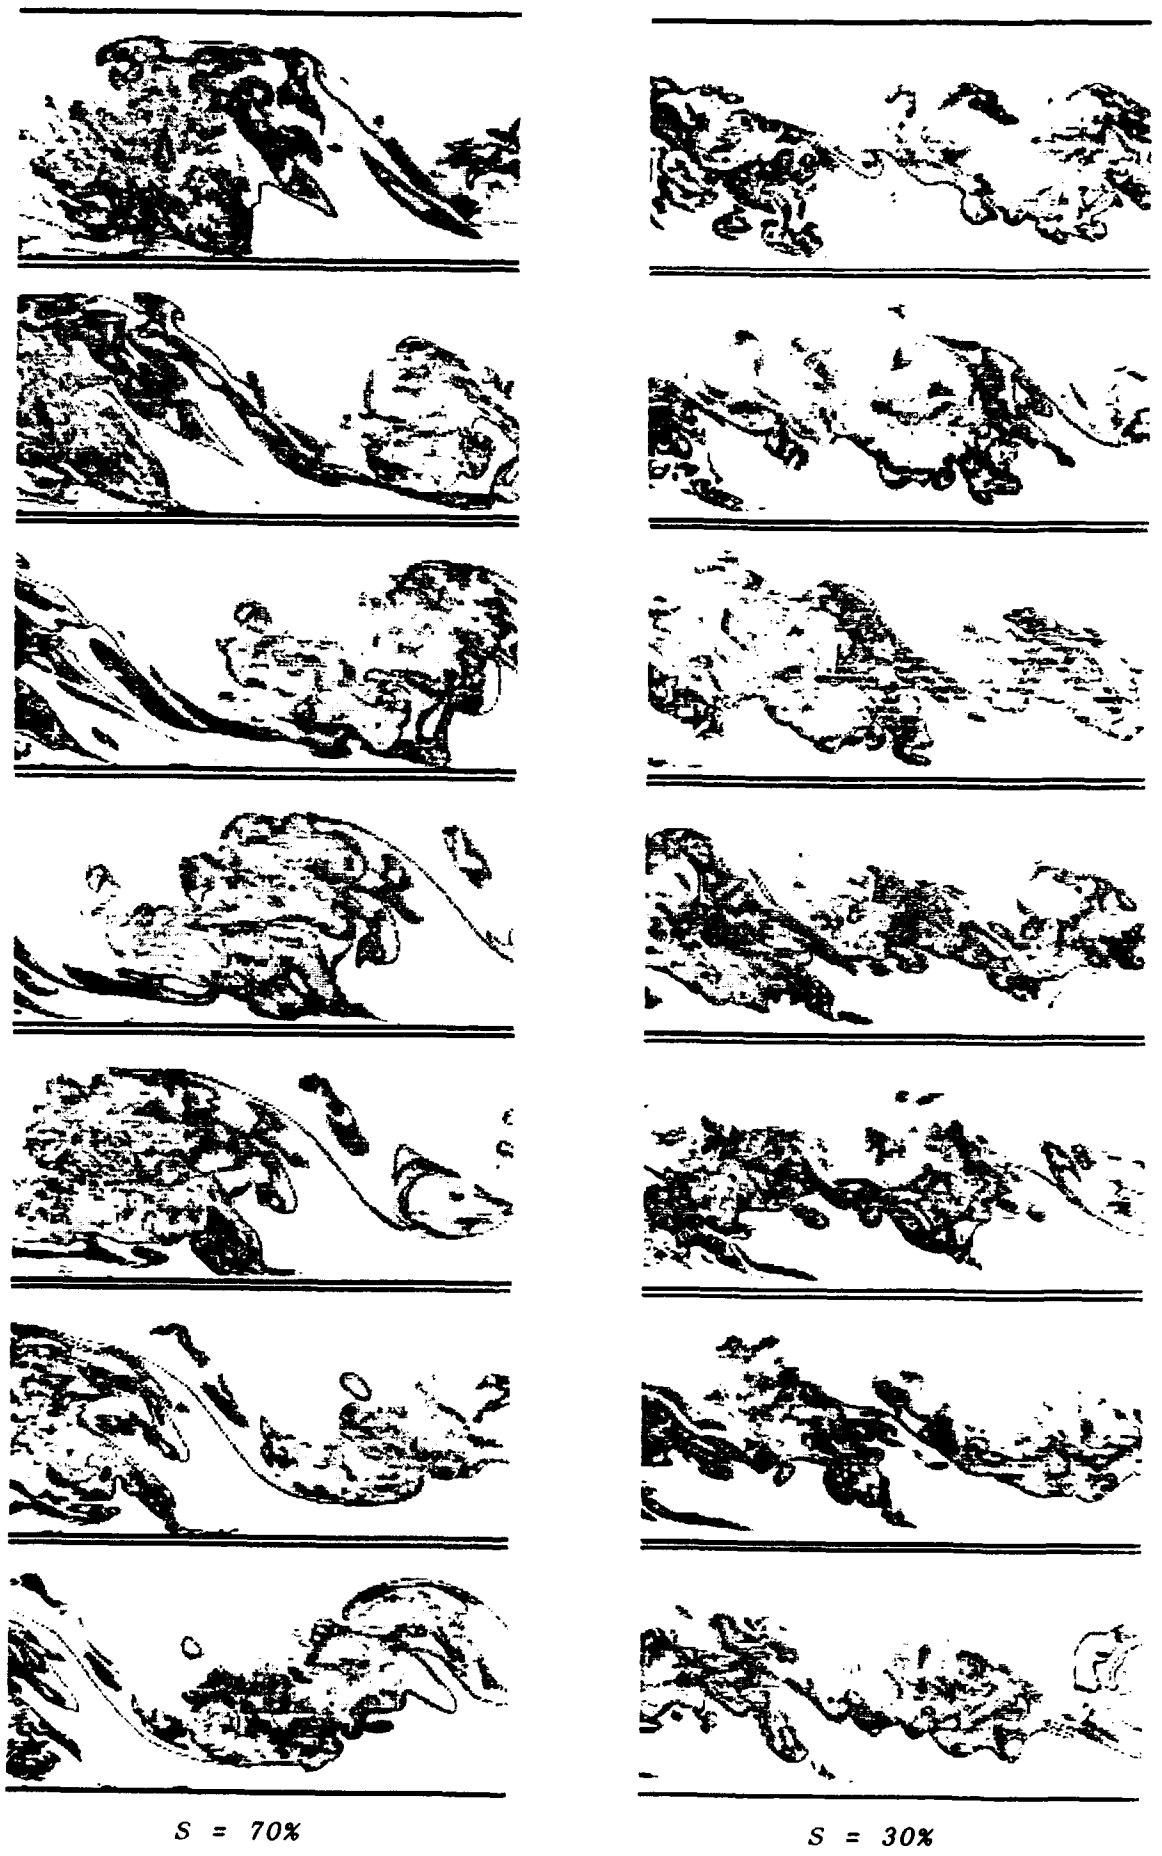 S = 70%
S = 30%